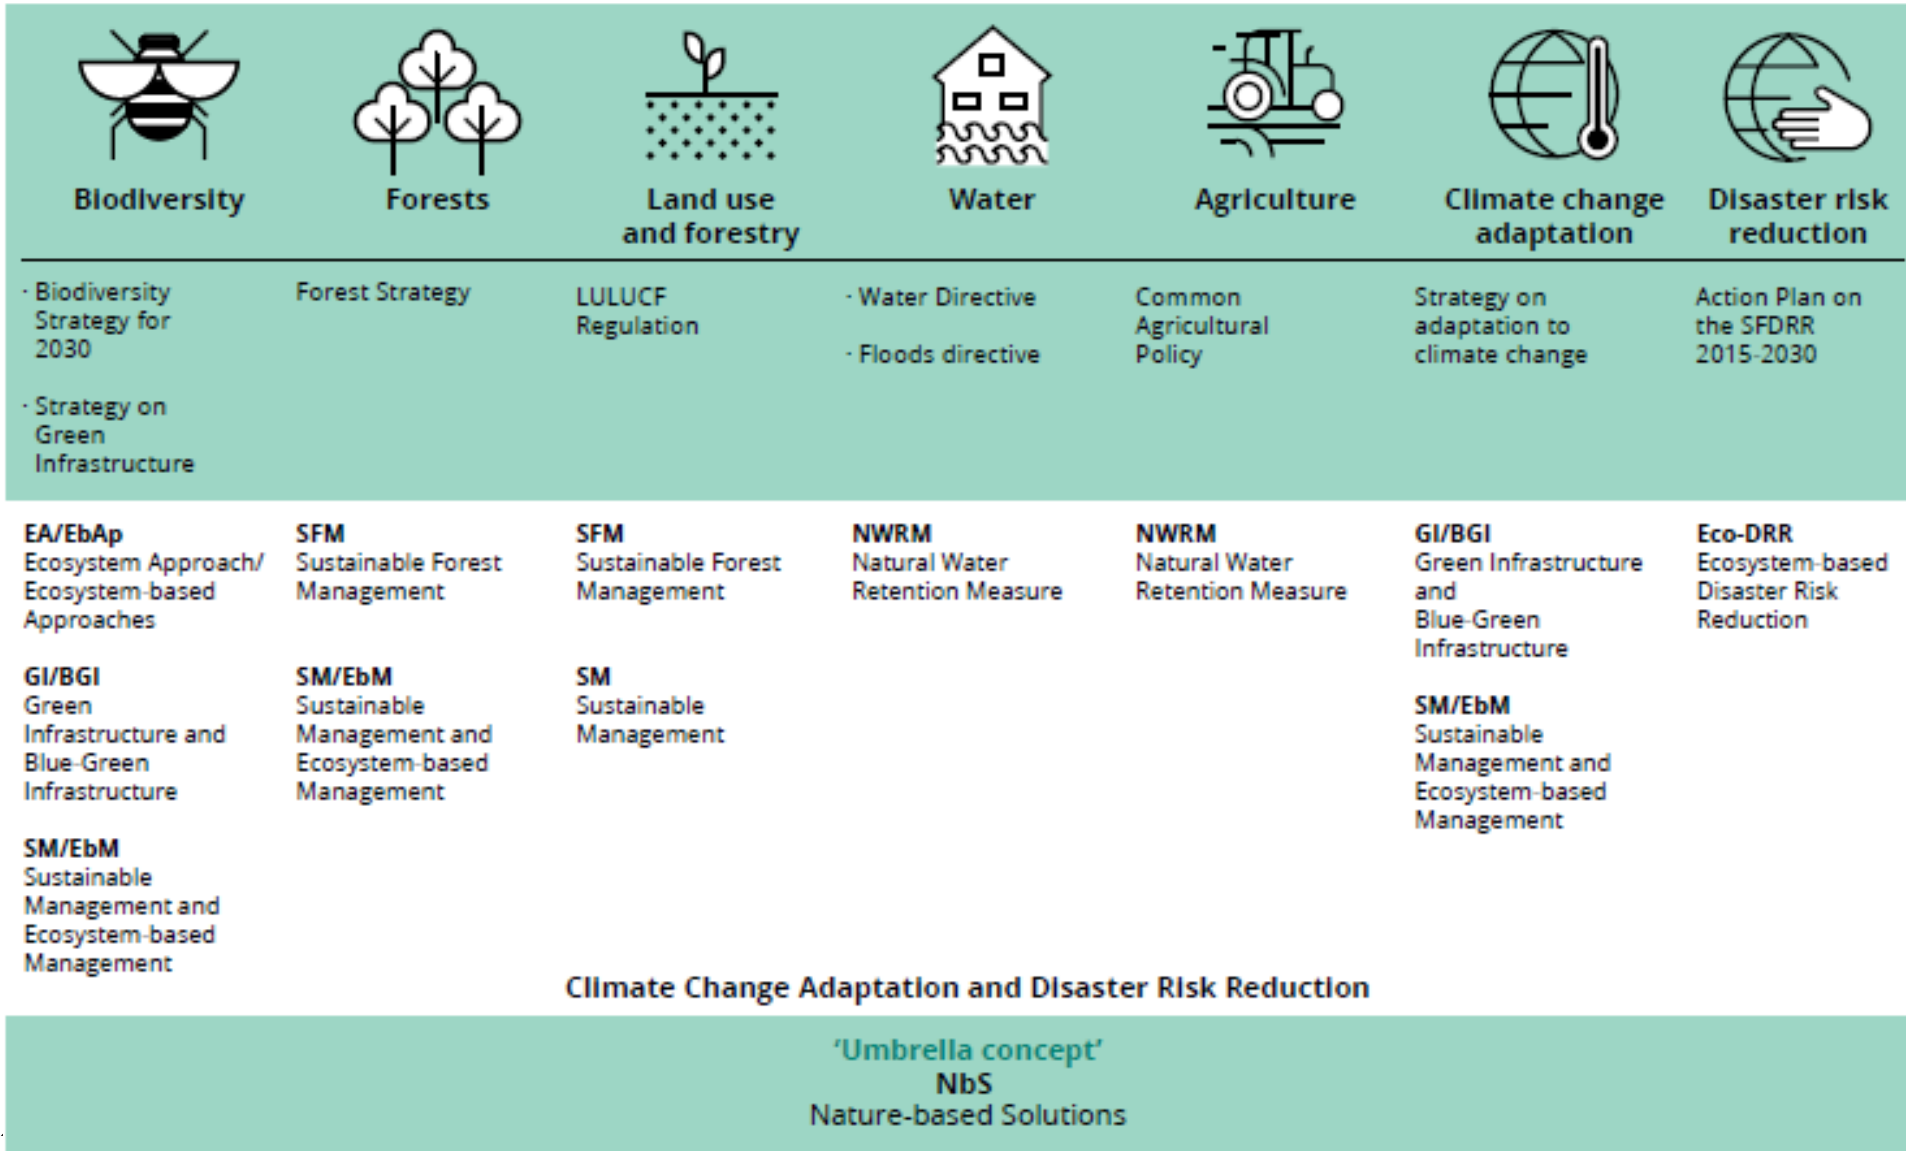 Biodiversity
Forests
Land use
and forestry
Water
Agriculture
Climate change
adaptation
Disaster risk
reduction
· Biodiversity
Strategy for
2030
· Strategy on
Green
Infrastructure
Forest Strategy
LULUCF
Regulation
· Water Directive
· Floods directive
Common
Agricultural
Policy
Strategy on
adaptation to
climate change
Action Plan on
the SFDRR
2015-2030
EA/EbAp
Ecosystem Approach/
Ecosystem-based
Approaches
GI/BGI
Green
Infrastructure and
Blue-Green
Infrastructure
SM/EbM
Sustainable
Management and
Ecosystem-based
Management
SFM
Sustainable Forest
Management
SM/EbM
Sustainable
Management and
Ecosystem-based
Management
SFM
Sustainable Forest
Management
SM
Sustainable
Management
NWRM
Natural Water
Retention Measure
NWRM
Natural Water
Retention Measure
GI/BGI
Green Infrastructure
and
Blue-Green
Infrastructure
SM/EbM
Sustainable
Management and
Ecosystem-based
Management
Eco-DRR
Ecosystem-based
Disaster Risk
Reduction
Climate Change Adaptation and Disaster Risk Reduction
‘Umbrella concept’
NbS
Nature-based Solutions